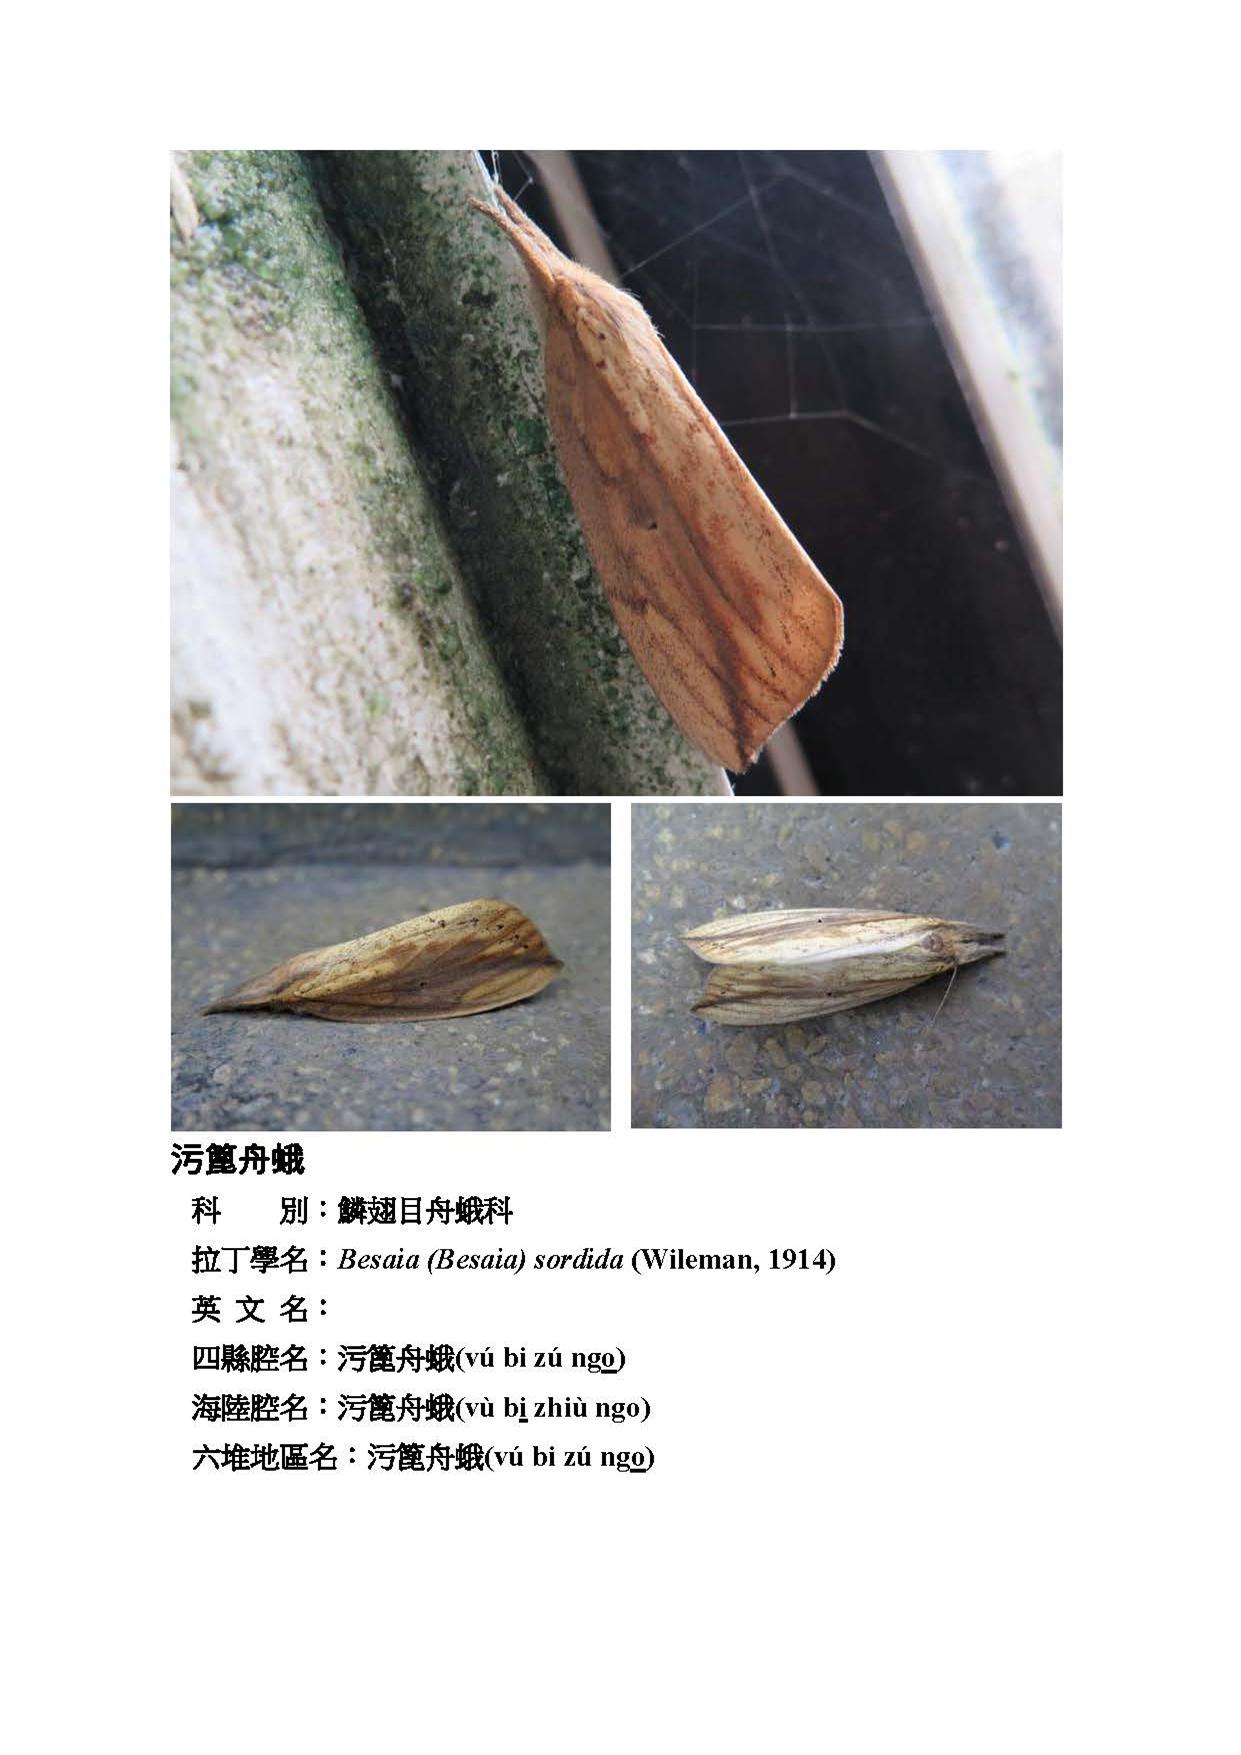 污篦舟蛾
科　　別：鱗翅目舟蛾科
拉丁學名：Besaia (Besaia) sordida (Wileman, 1914)
英 文 名：
四縣腔名：污篦舟蛾(vú bi zú ngo)
海陸腔名：污篦舟蛾(vù bi zhiù ngo)
六堆地區名：污篦舟蛾(vú bi zú ngo)